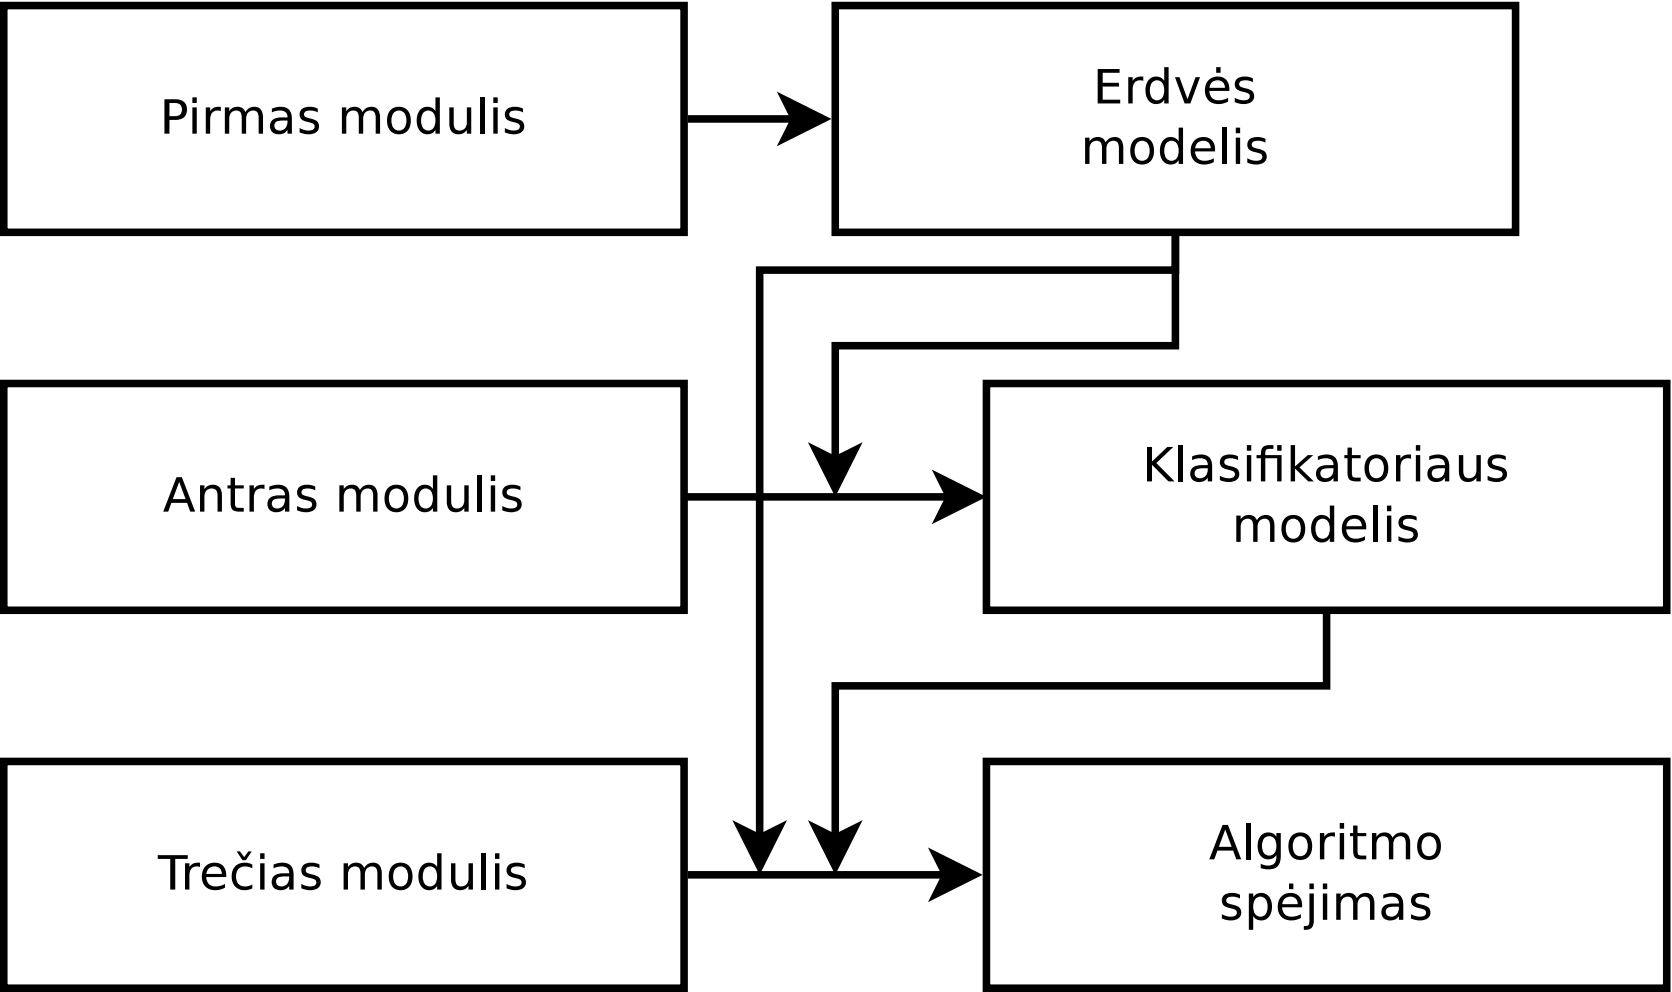 Pirmas modulis
Erdvės
modelis
Antras modulis
Klasifikatoriaus
modelis
Trečias modulis
Algoritmo
spėjimas